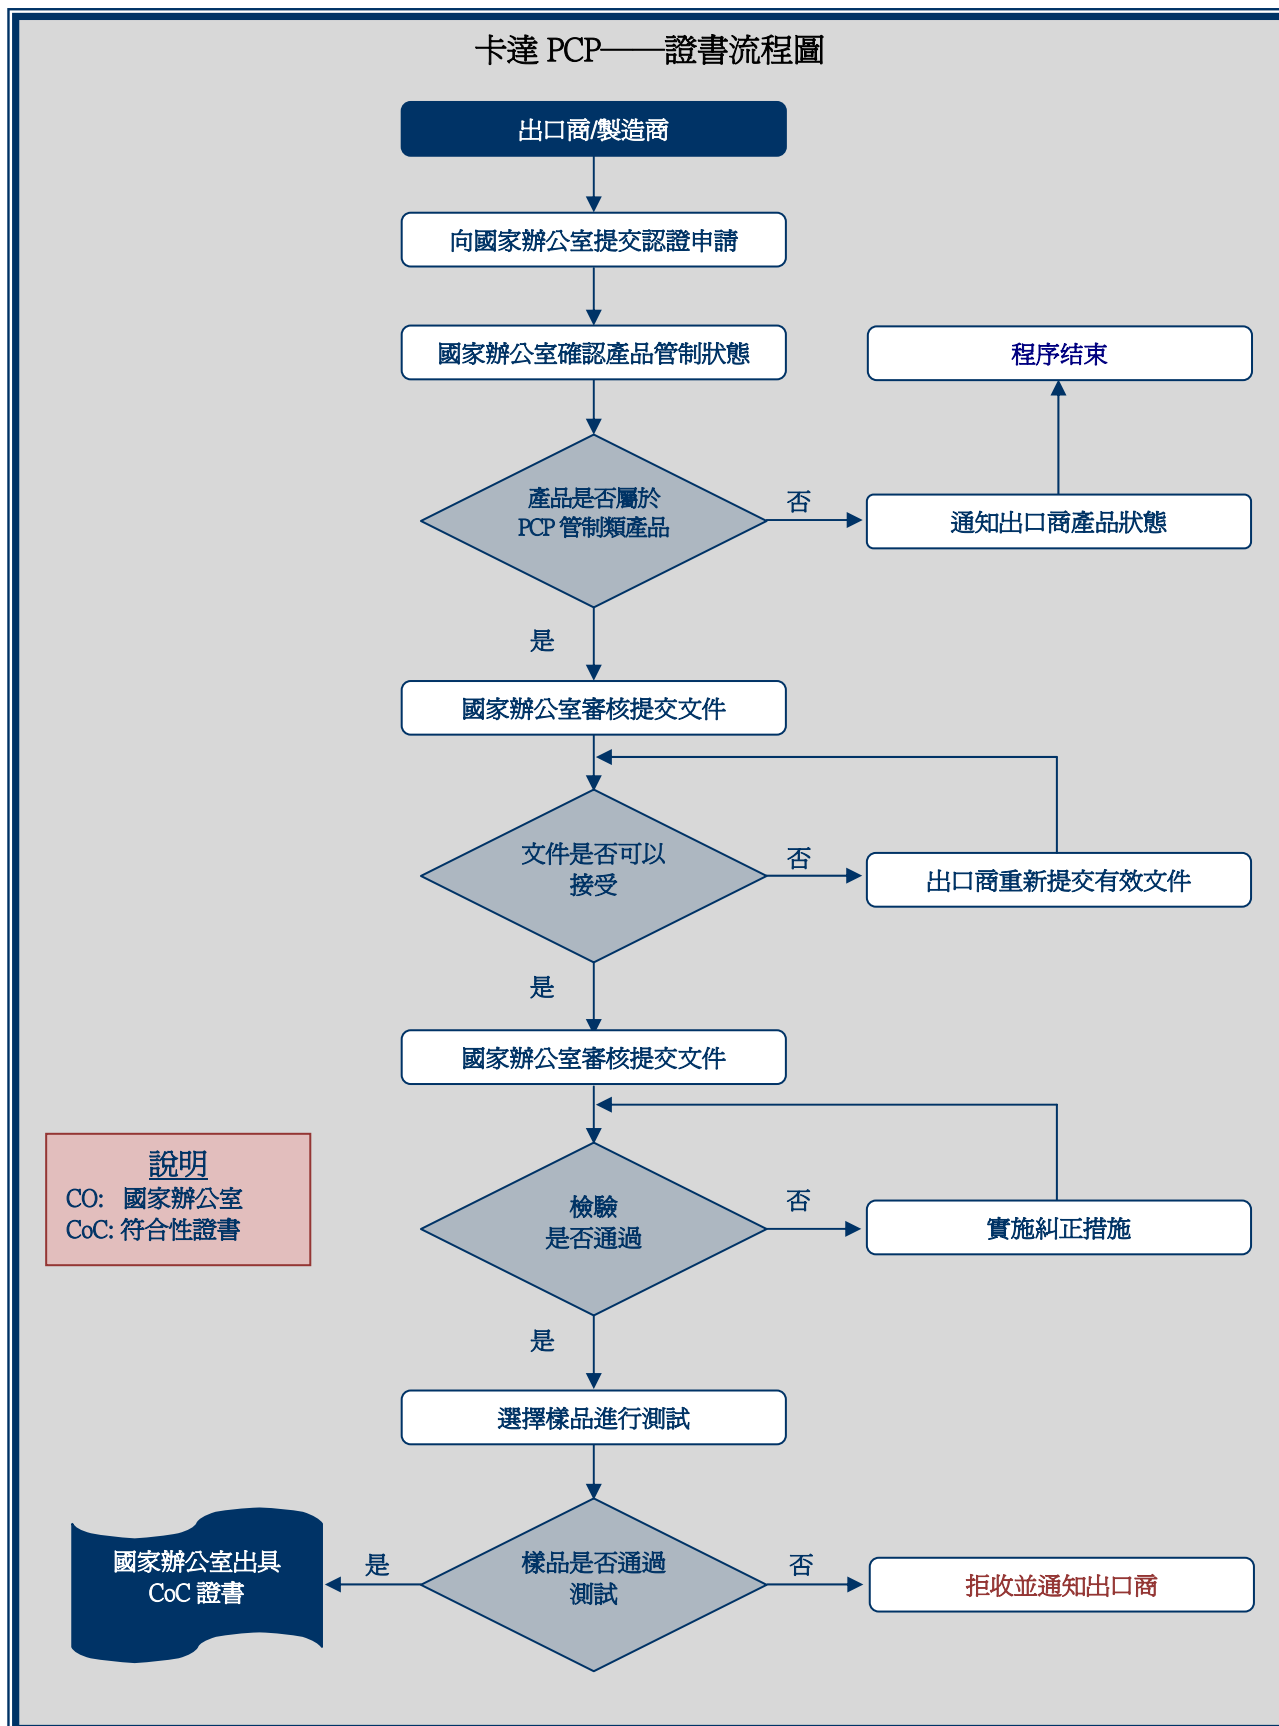 卡達 PCP——證書流程圖
出口商/製造商
向國家辦公室提交認證申請
國家辦公室確認產品管制狀態
程序结束
產品是否屬於
PCP 管制類產品
否
通知出口商產品狀態
是
國家辦公室審核提交文件
文件是否可以
接受
否
出口商重新提交有效文件
是
國家辦公室審核提交文件
說明
CO: 國家辦公室
CoC: 符合性證書
檢驗
是否通過
否
實施糾正措施
是
選擇樣品進行測試
國家辦公室出具
CoC 證書
是
樣品是否通過
測試
否
拒收並通知出口商